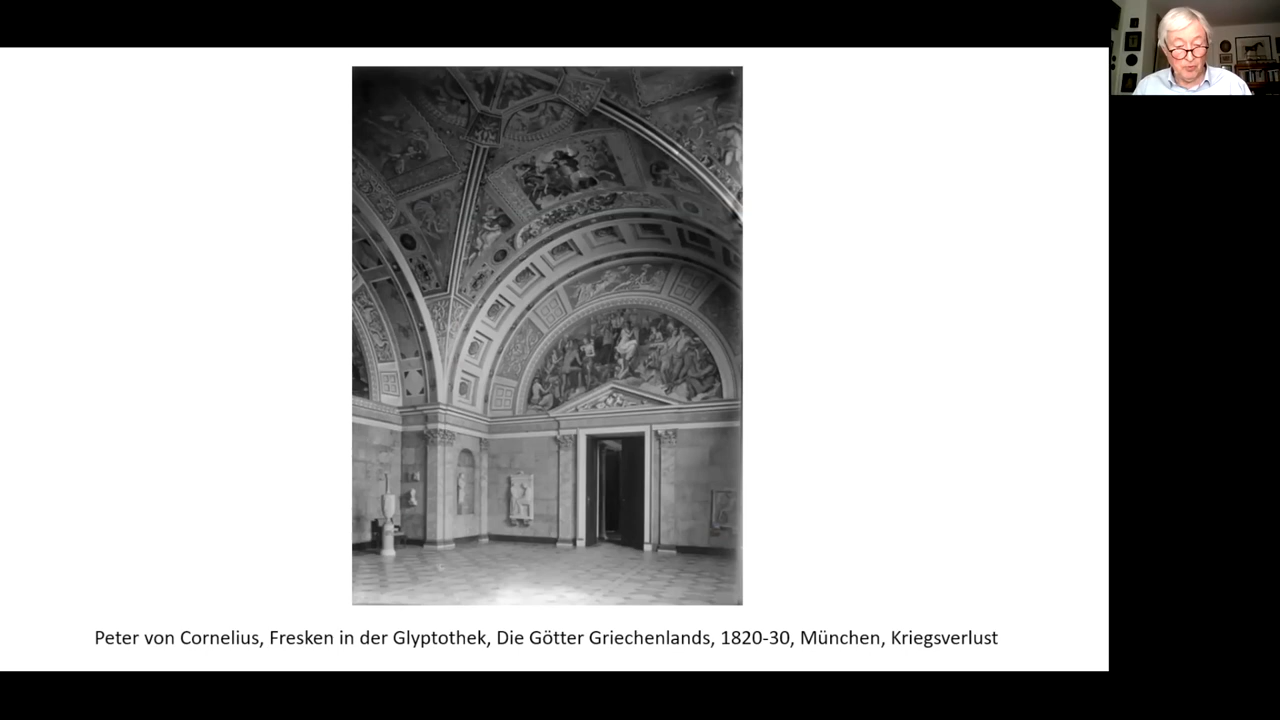 Peter von Cornelius, Fresken in der Glyptothek, Die Götter Griechenlands, 1820-30, München, Kriegsverlust